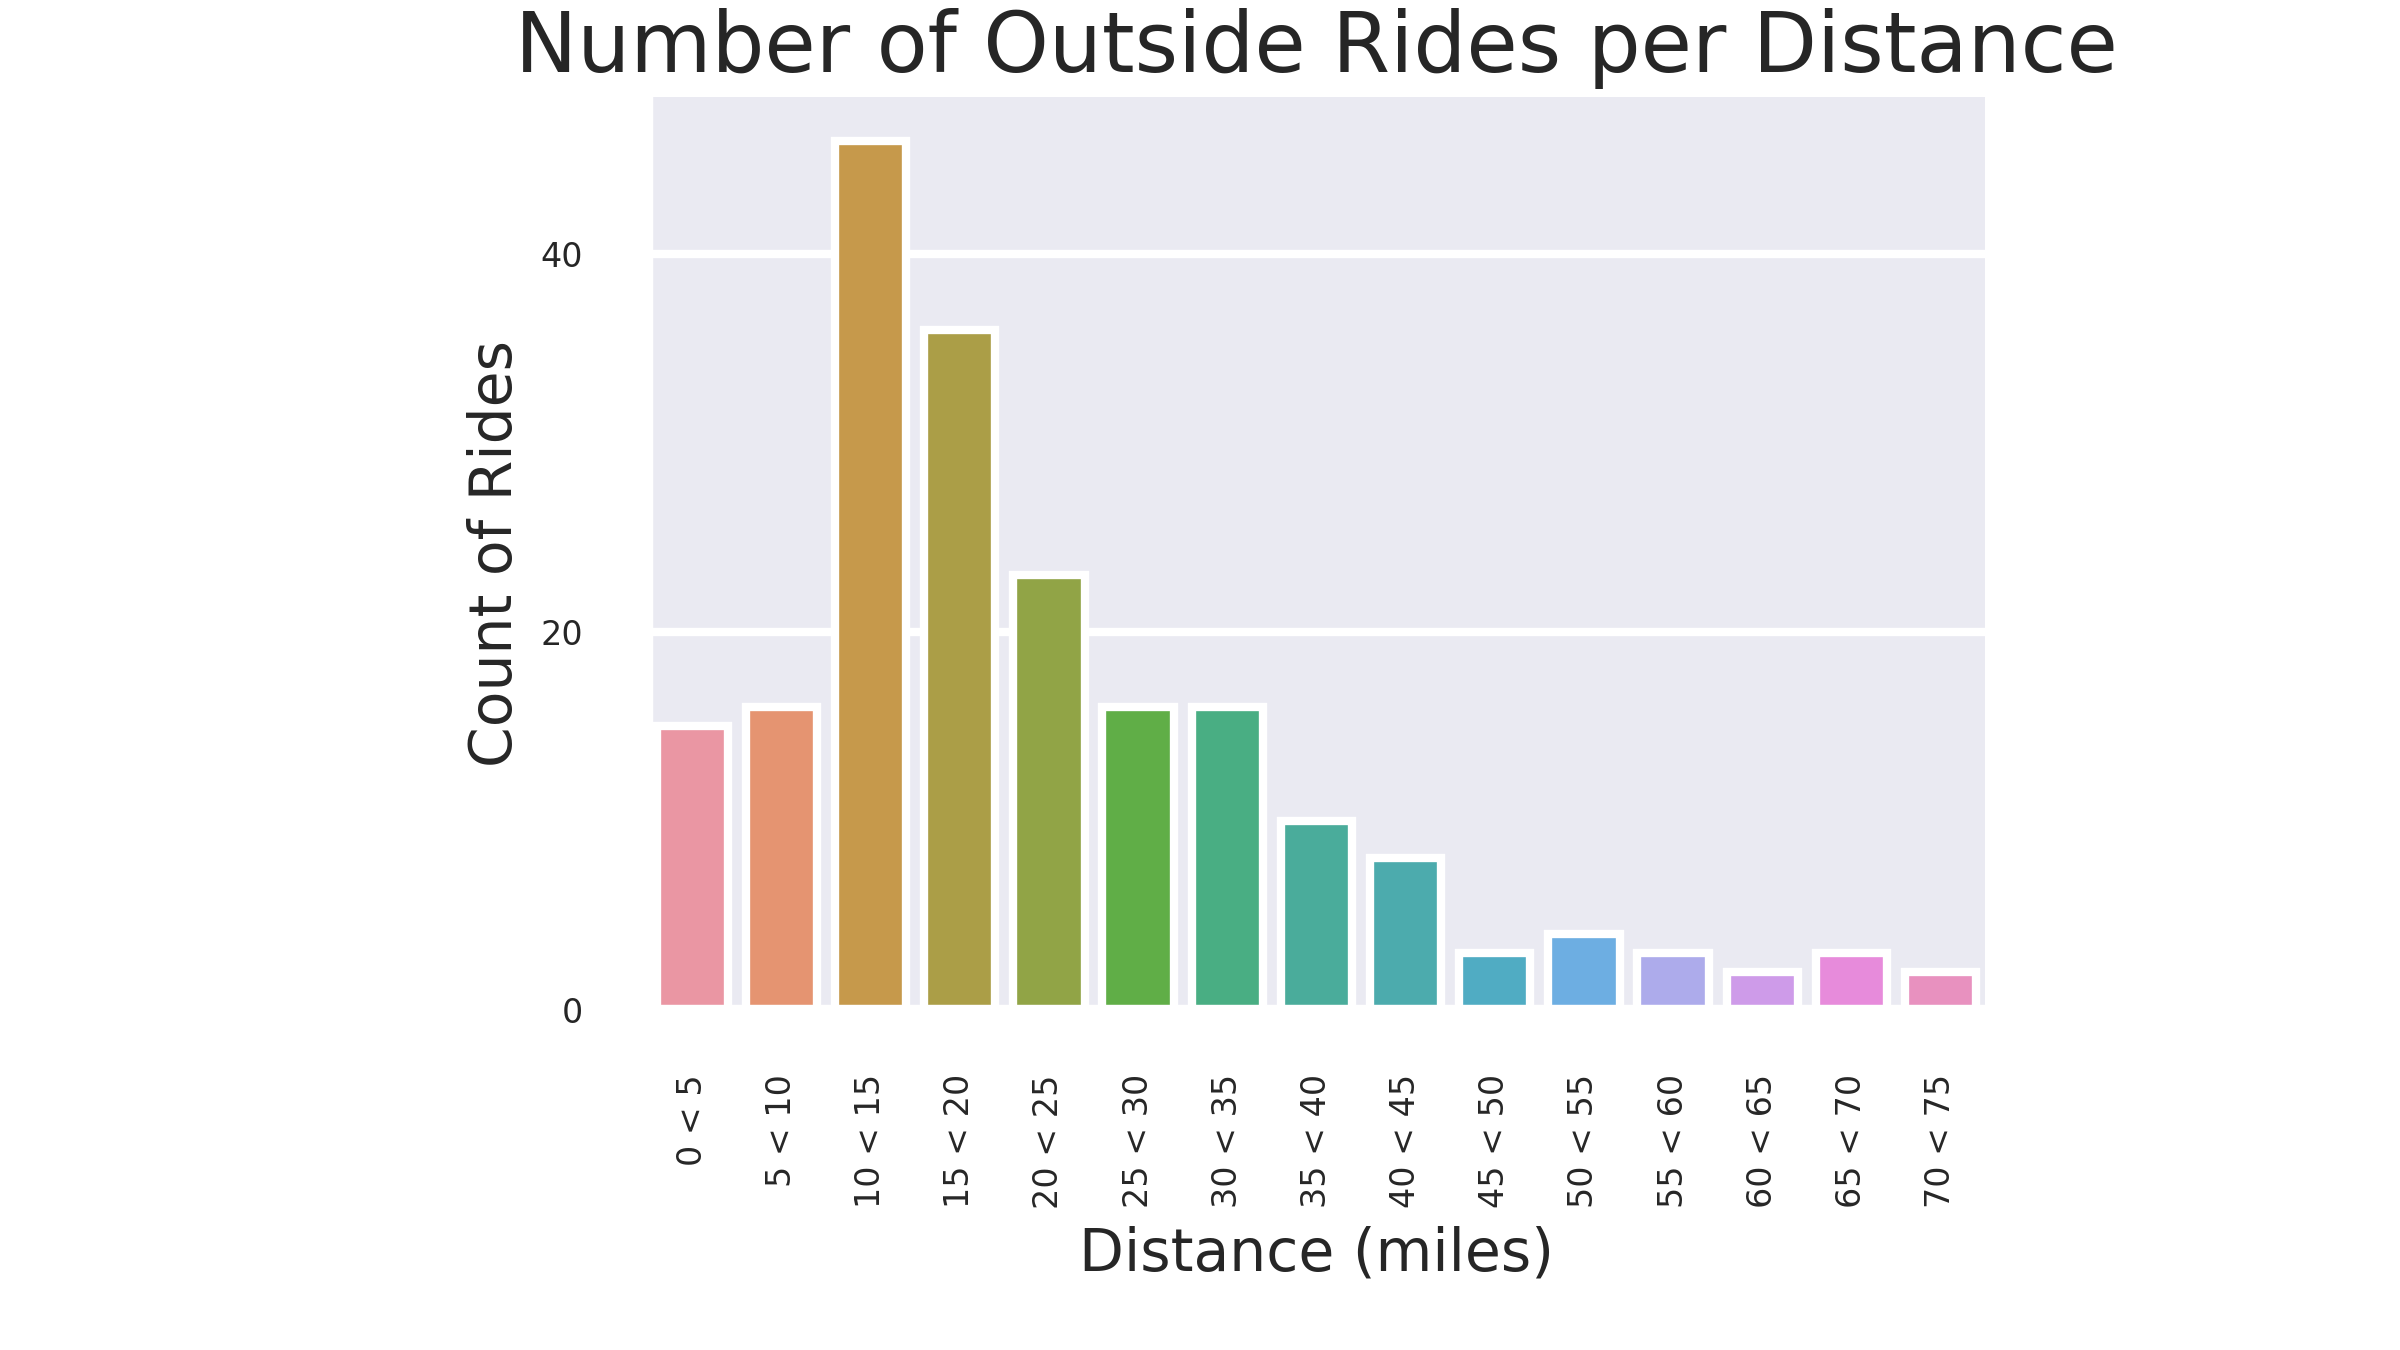 Number of Outside Rides per Distance
Count of Rides
40
20
0
0 < 5
5 < 10
10 < 15
15 < 20
20 < 25
25 < 30
30 < 35
35 < 40
40 < 45
45 < 50
50 < 55
55 < 60
60 < 65
65 < 70
70 < 75
Distance (miles)